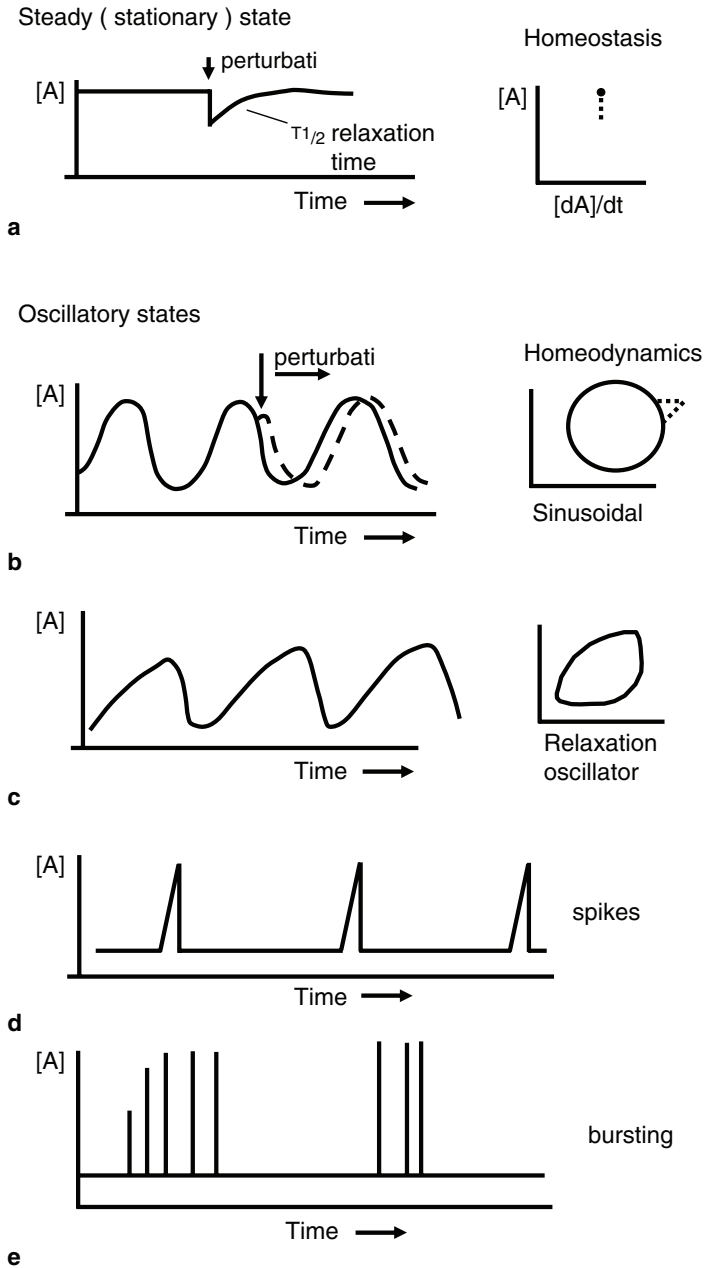 Steady ( stationary ) state
Homeostasis
perturbati
[A]
[A]
T1/2 relaxation
time
Time
[dA]/dt
a
Oscillatory states
perturbati
Homeodynamics
[A]
Sinusoidal
Time
b
[A]
Relaxation
oscillator
Time
c
[A]
spikes
Time
d
[A]
bursting
Time
e